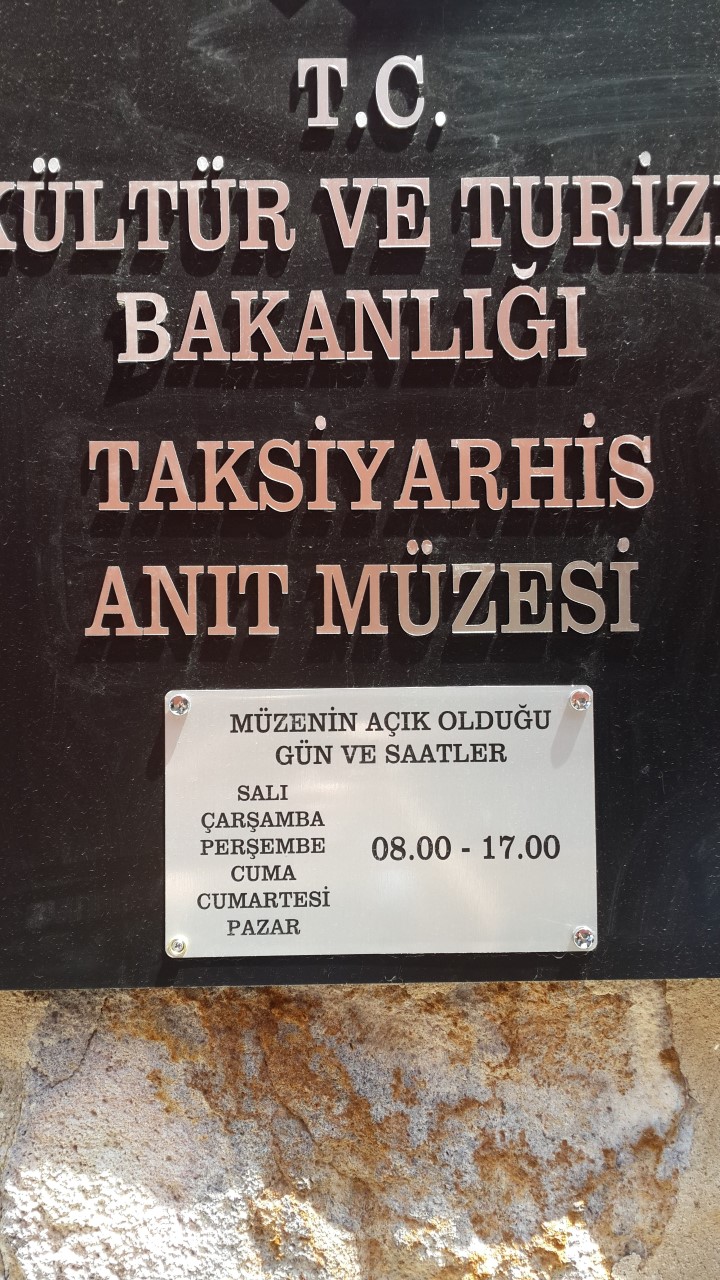 T.C.
KÜLTÜR VE TURİZM
BAKANLIĞI
TAKSİYARHİS
ANIT MÜZESİ
MÜZENİN AÇIK OLDUĞU
GÜN VE SAATLER
SALI
ÇARŞAMBA
PERŞEMBE
08.00 - 17.00
CUMA
CUMARTESİ
PAZAR